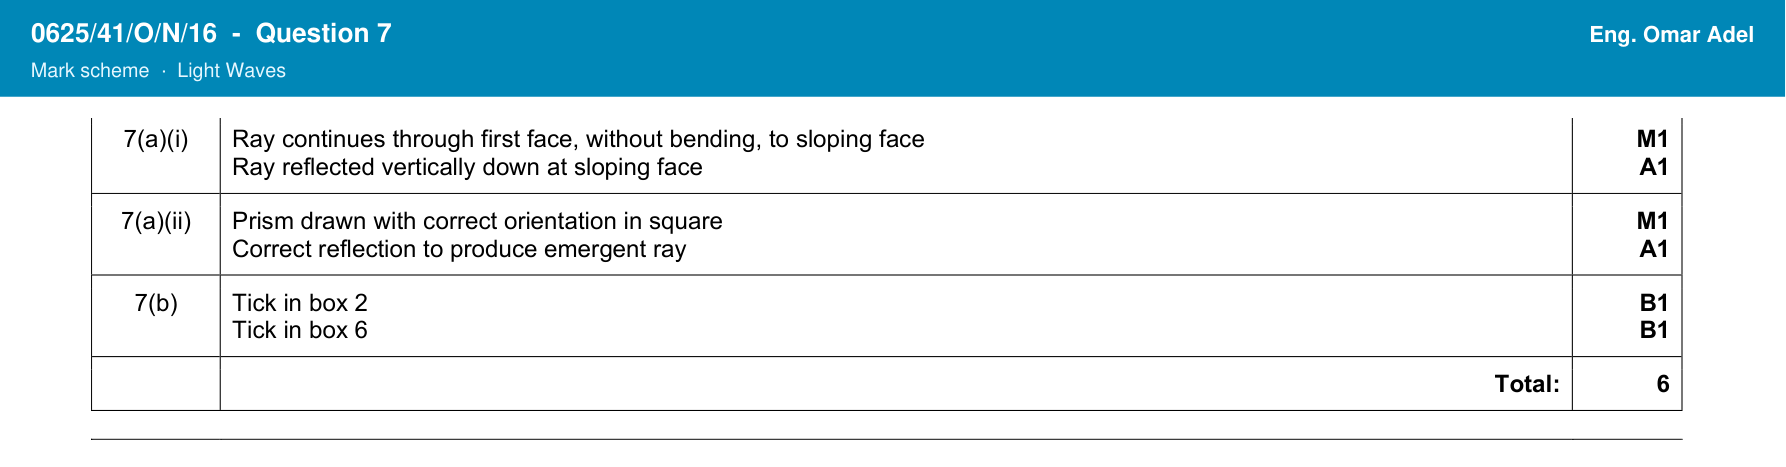 0625/41/O/N/16 - Question 7
Eng. Omar Adel
Mark scheme · Light Waves
7(a)(i) Ray continues through first face, without bending, to sloping face M1
Ray reflected vertically down at sloping face A1
7(a)(ii) Prism drawn with correct orientation in square M1
Correct reflection to produce emergent ray A1
7(b) Tick in box 2 B1
Tick in box 6 B1
Total: 6